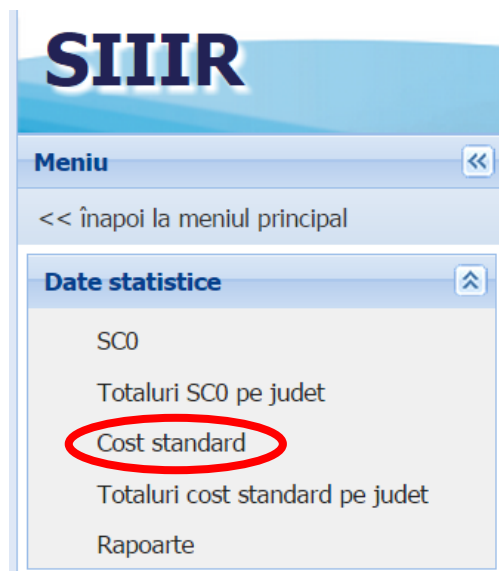 SIIIR
Meniu
<< înapoi la meniul principal
Date statistice
SC0
Totaluri SC0 pe judet
Cost standard
Totaluri cost standard pe judet
Rapoarte